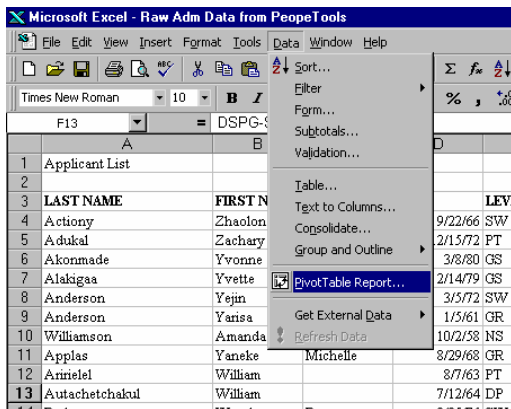 Microsoft Excel - Raw Adm Data from PeopeTools
File Edit View Insert Format Tools Data Window Help
Times New Roman 10 B I % ,
F13 = DSPG-S
Sort...
Filter
Form...
Subtotals...
Validation...
Table...
Text to Columns...
Consolidate...
Group and Outline
PivotTable Report...
Get External Data
Refresh Data
A B D
1 Applicant List
2
3 LAST NAME FIRST N LEV
4 Actiony Zhaolon 9/22/66 SW
5 Adukal Zachary 2/15/72 PT
6 Akonmade Yvonne 3/8/80 GS
7 Alakigaa Yvette 2/14/79 GS
8 Anderson Yejin 3/5/72 SW
9 Anderson Yarisa 1/5/61 GR
10 Williamson Amanda 10/2/58 NS
11 Applas Yaneke Michelle 8/29/68 GR
12 Aririelel William 8/7/63 PT
13 Autachetchakul William 7/12/64 DP